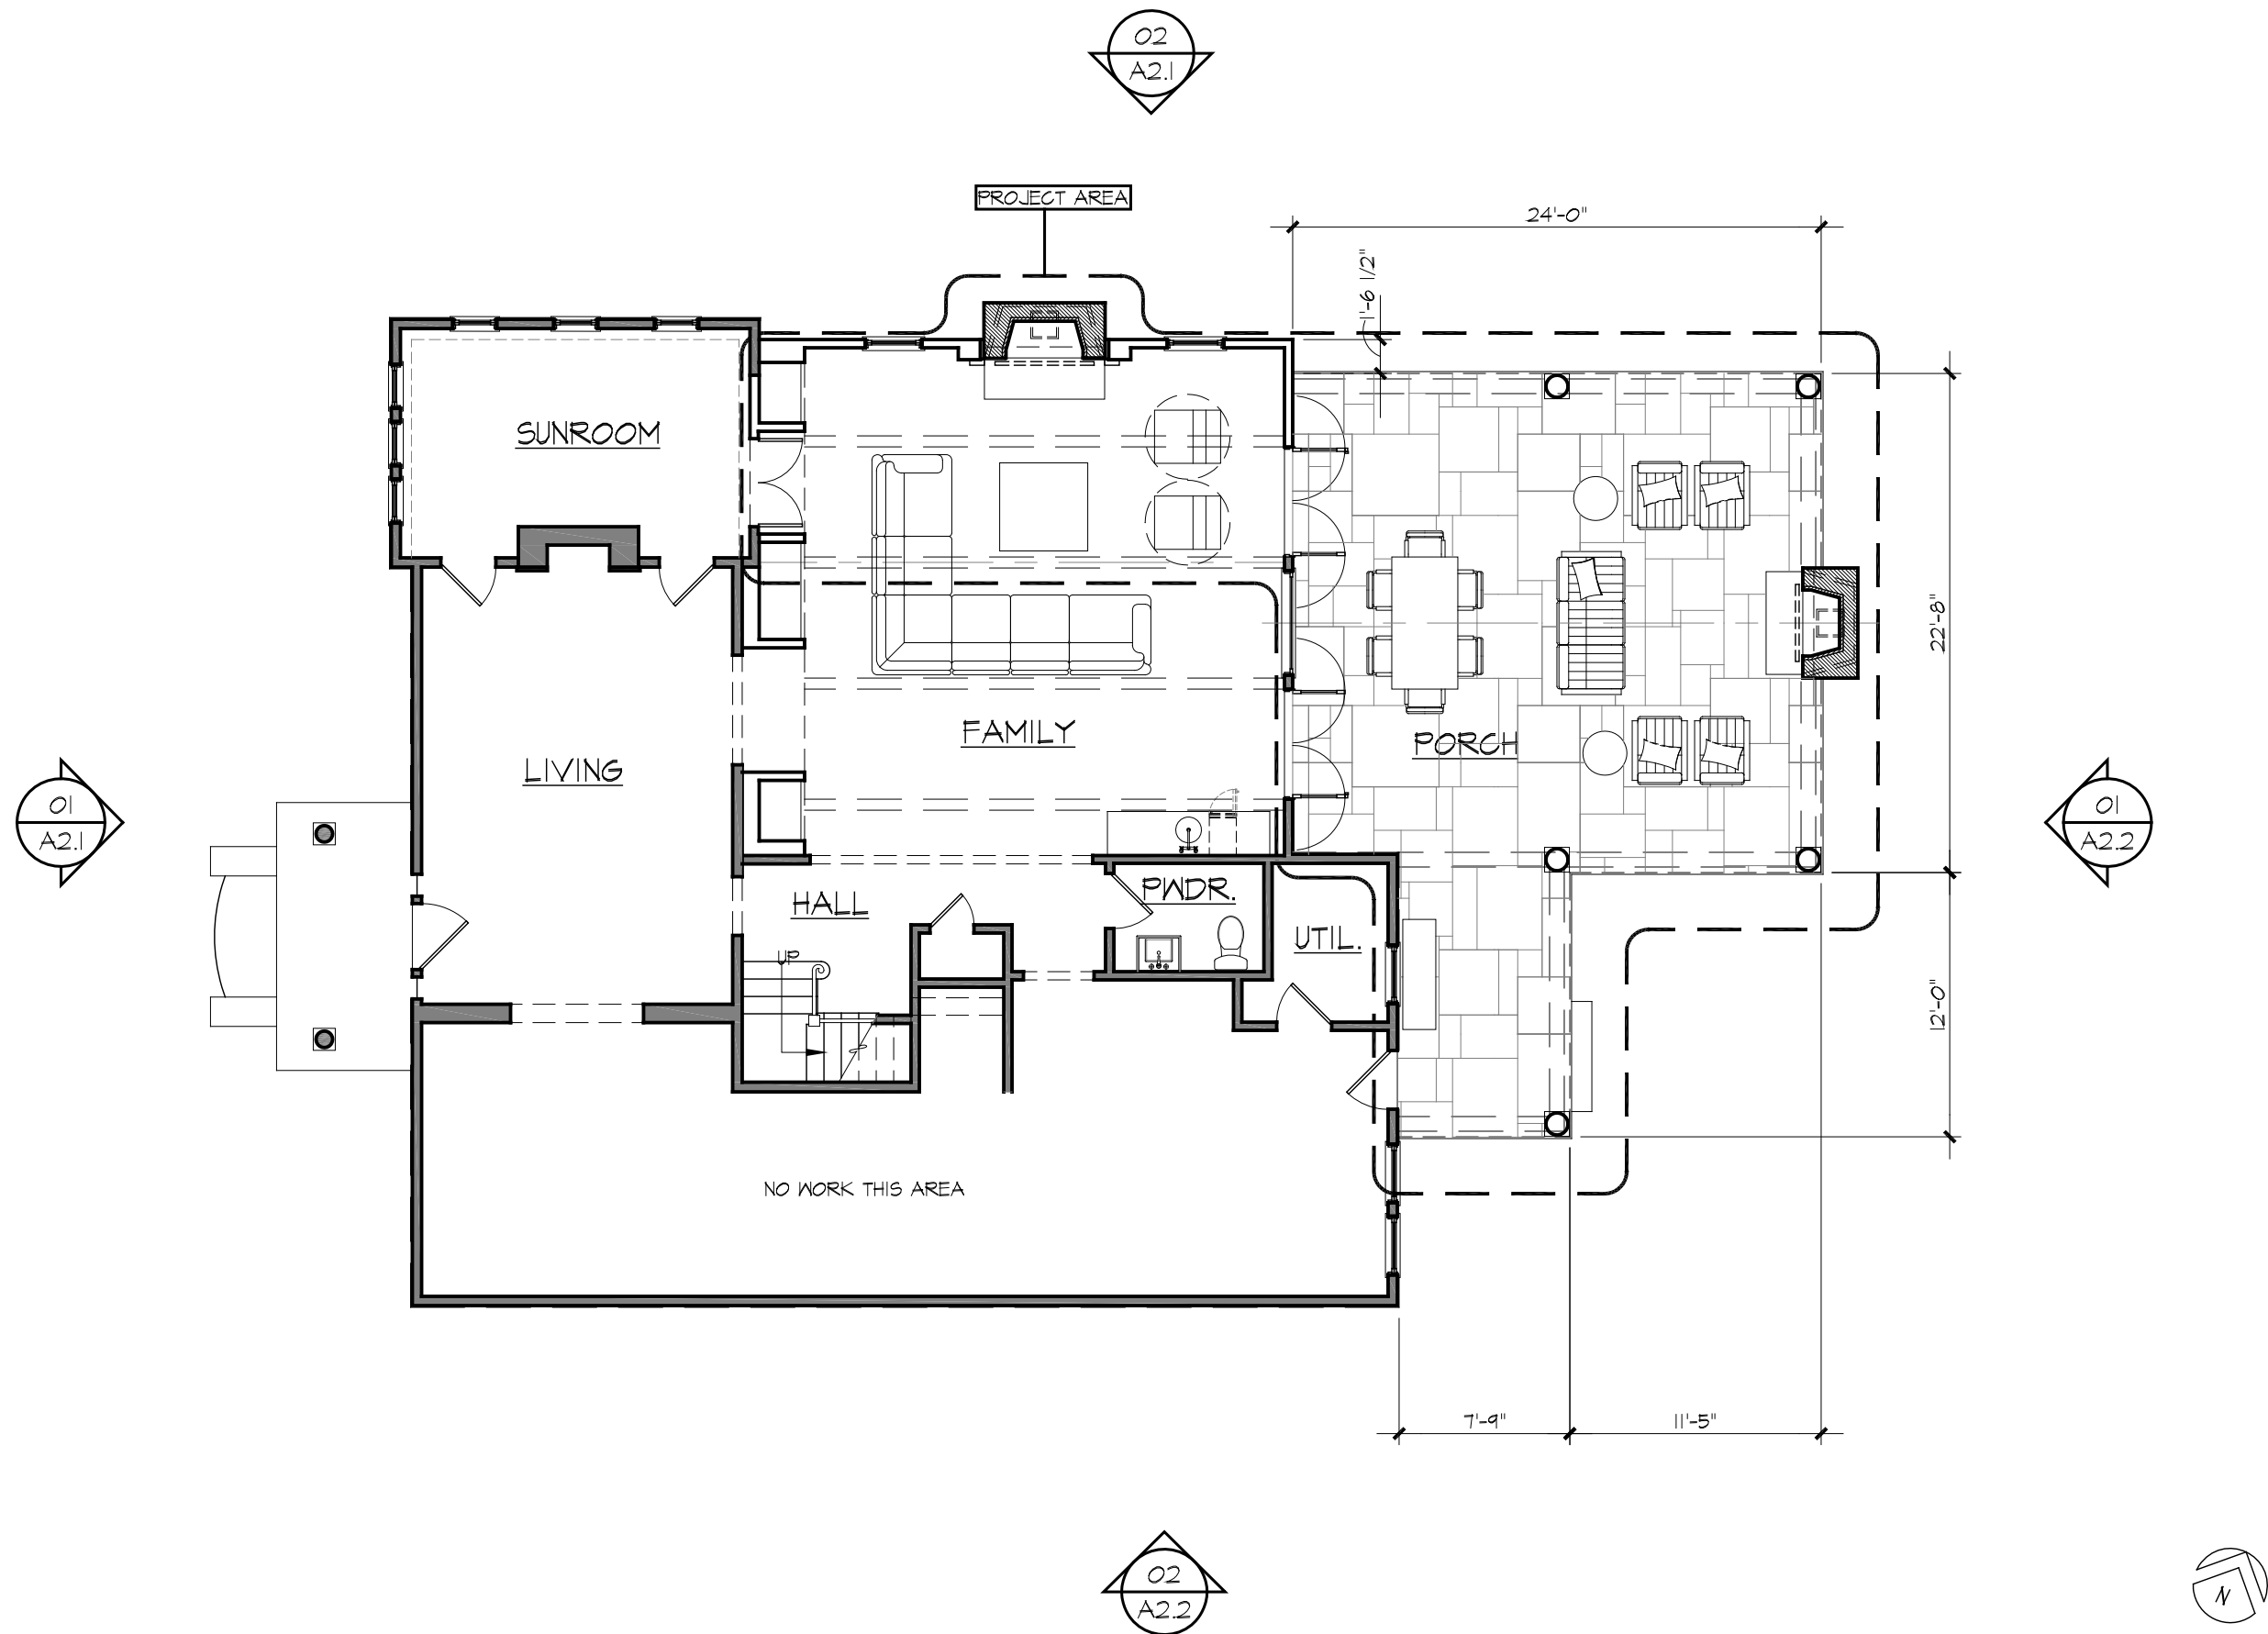 02
A2.1
PROJECT AREA
24'-0"
1'-6 1/2"
SUNROOM
22'-8"
FAMILY
PORCH
LIVING
01
A2.1
01
A2.2
PWDR.
HALL
UTIL.
UP
12'-0"
NO WORK THIS AREA
7'-9"
11'-5"
02
A2.2
N